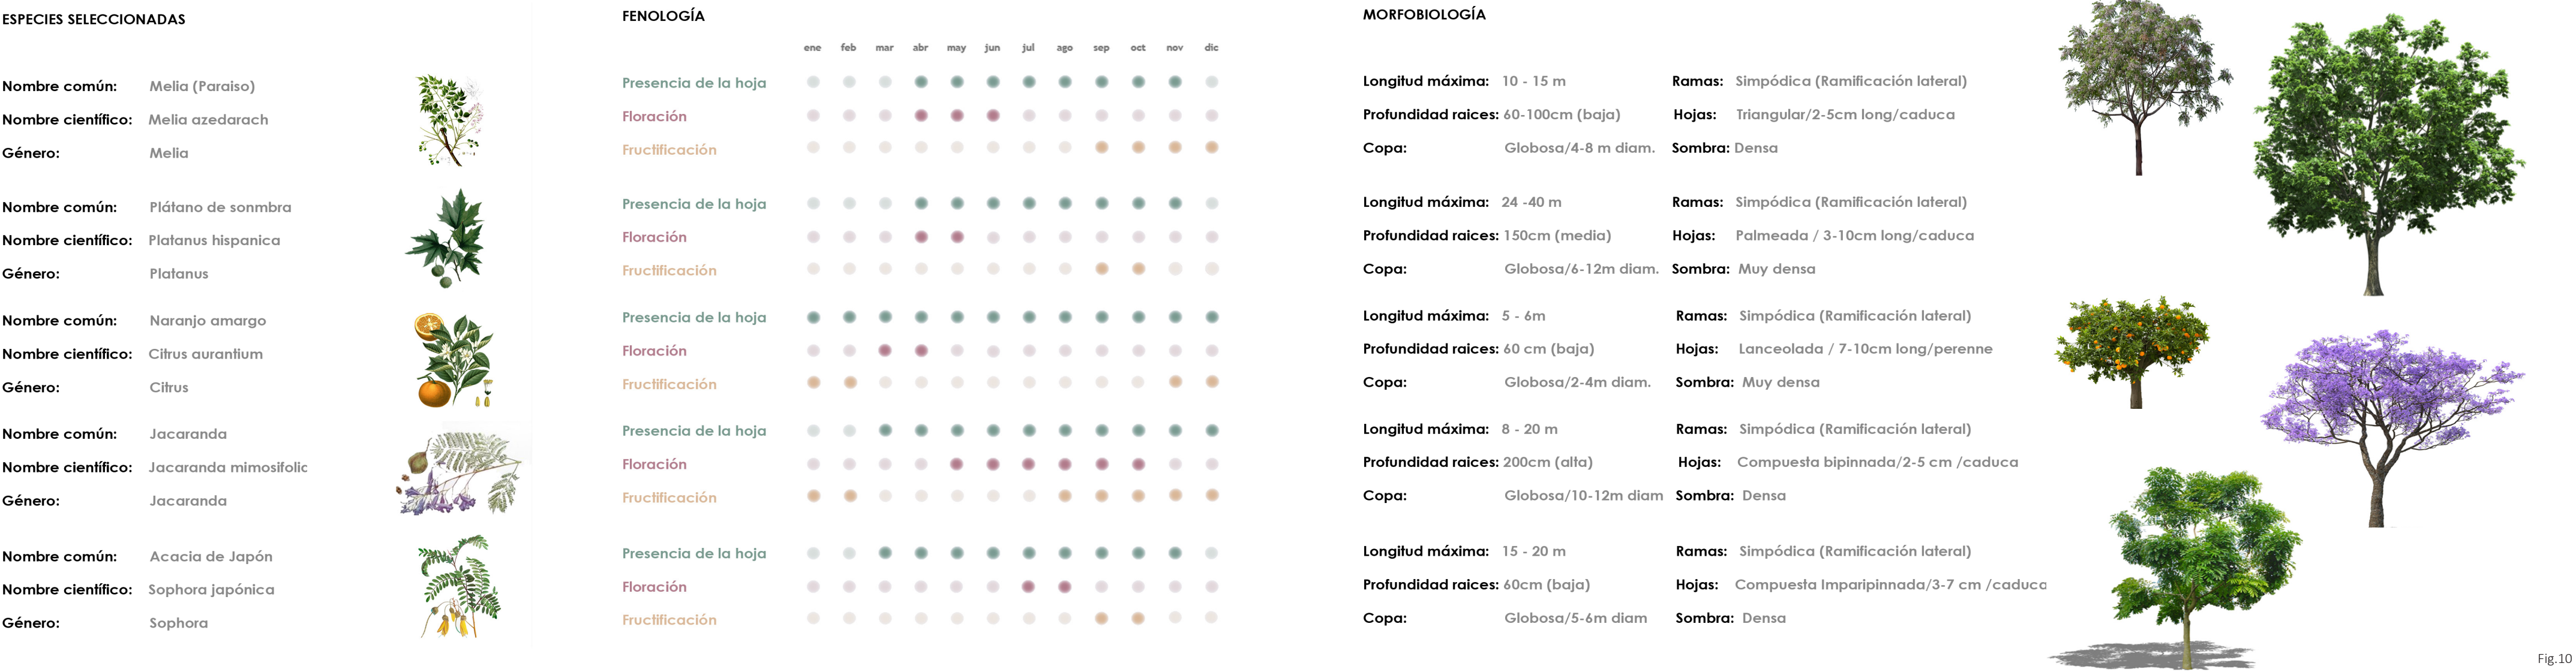 ESPECIES SELECCIONADAS
Nombre común: Melia (Paraiso)
Nombre científico: Melia azedarach
Género: Melia
Nombre común: Plátano de sonmbra
Nombre científico: Platanus hispanica
Género: Platanus
Nombre común: Naranjo amargo
Nombre científico: Citrus aurantium
Género: Citrus
Nombre común: Jacaranda
Nombre científico: Jacaranda mimosifolic
Género: Jacaranda
Nombre común: Acacia de Japón
Nombre científico: Sophora japónica
Género: Sophora
FENOLOGÍA
ene feb mar abr may jun jul ago sep oct nov dic
Presencia de la hoja
Floración
Fructificación
Presencia de la hoja
Floración
Fructificación
Presencia de la hoja
Floración
Fructificación
Presencia de la hoja
Floración
Fructificación
Presencia de la hoja
Floración
Fructificación
MORFOBIOLOGÍA
Longitud máxima: 10 - 15 m Ramas: Simpódica (Ramificación lateral)
Profundidad raices: 60-100cm (baja) Hojas: Triangular/2-5cm long/caduca
Copa: Globosa/4-8 m diam. Sombra: Densa
Longitud máxima: 24 -40 m Ramas: Simpódica (Ramificación lateral)
Profundidad raices: 150cm (media) Hojas: Palmeada / 3-10cm long/caduca
Copa: Globosa/6-12m diam. Sombra: Muy densa
Longitud máxima: 5 - 6m Ramas: Simpódica (Ramificación lateral)
Profundidad raices: 60 cm (baja) Hojas: Lanceolada / 7-10cm long/perenne
Copa: Globosa/2-4m diam. Sombra: Muy densa
Longitud máxima: 8 - 20 m Ramas: Simpódica (Ramificación lateral)
Profundidad raices: 200cm (alta) Hojas: Compuesta bipinnada/2-5 cm /caduca
Copa: Globosa/10-12m diam Sombra: Densa
Longitud máxima: 15 - 20 m Ramas: Simpódica (Ramificación lateral)
Profundidad raices: 60cm (baja) Hojas: Compuesta Imparipinnada/3-7 cm /caduca
Copa: Globosa/5-6m diam Sombra: Densa
Fig.10